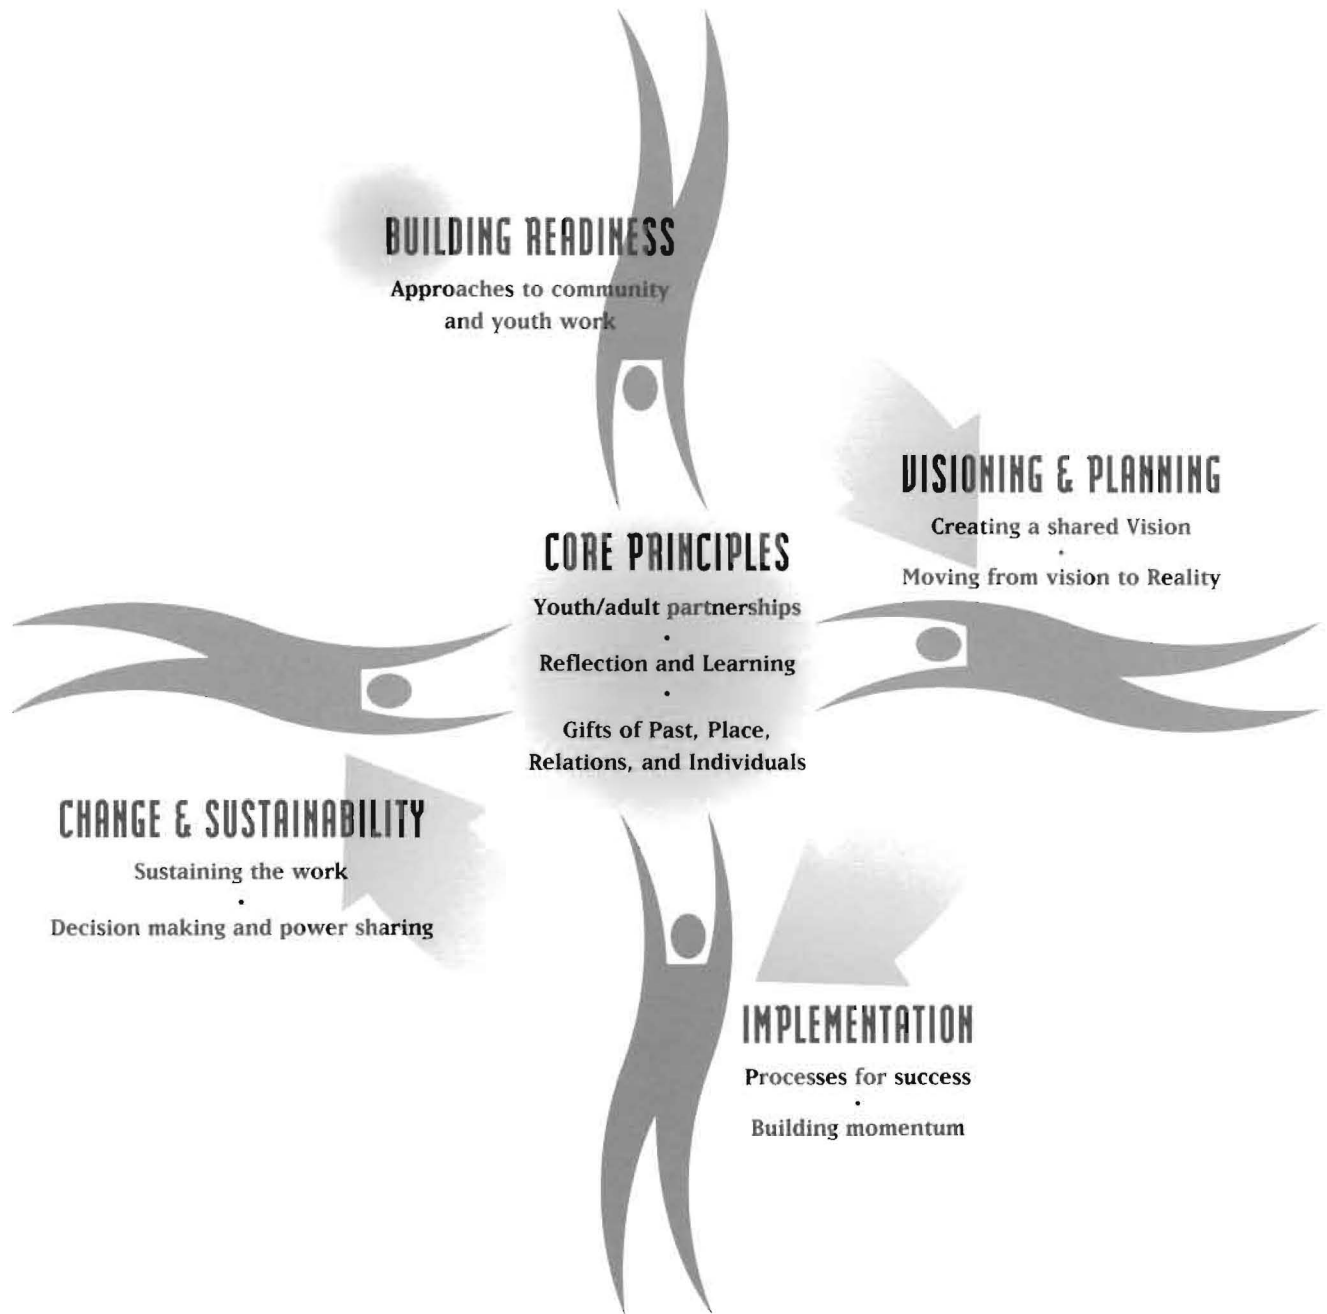 BUILDING READINESS
Approaches to community
and youth work
VISIONING & PLANNING
Creating a shared Vision
•
Moving from vision to Reality
CORE PRINCIPLES
Youth/adult partnerships
•
Reflection and Learning
•
Gifts of Past, Place,
Relations, and Individuals
CHANGE & SUSTAINABILITY
Sustaining the work
•
Decision making and power sharing
IMPLEMENTATION
Processes for success
•
Building momentum